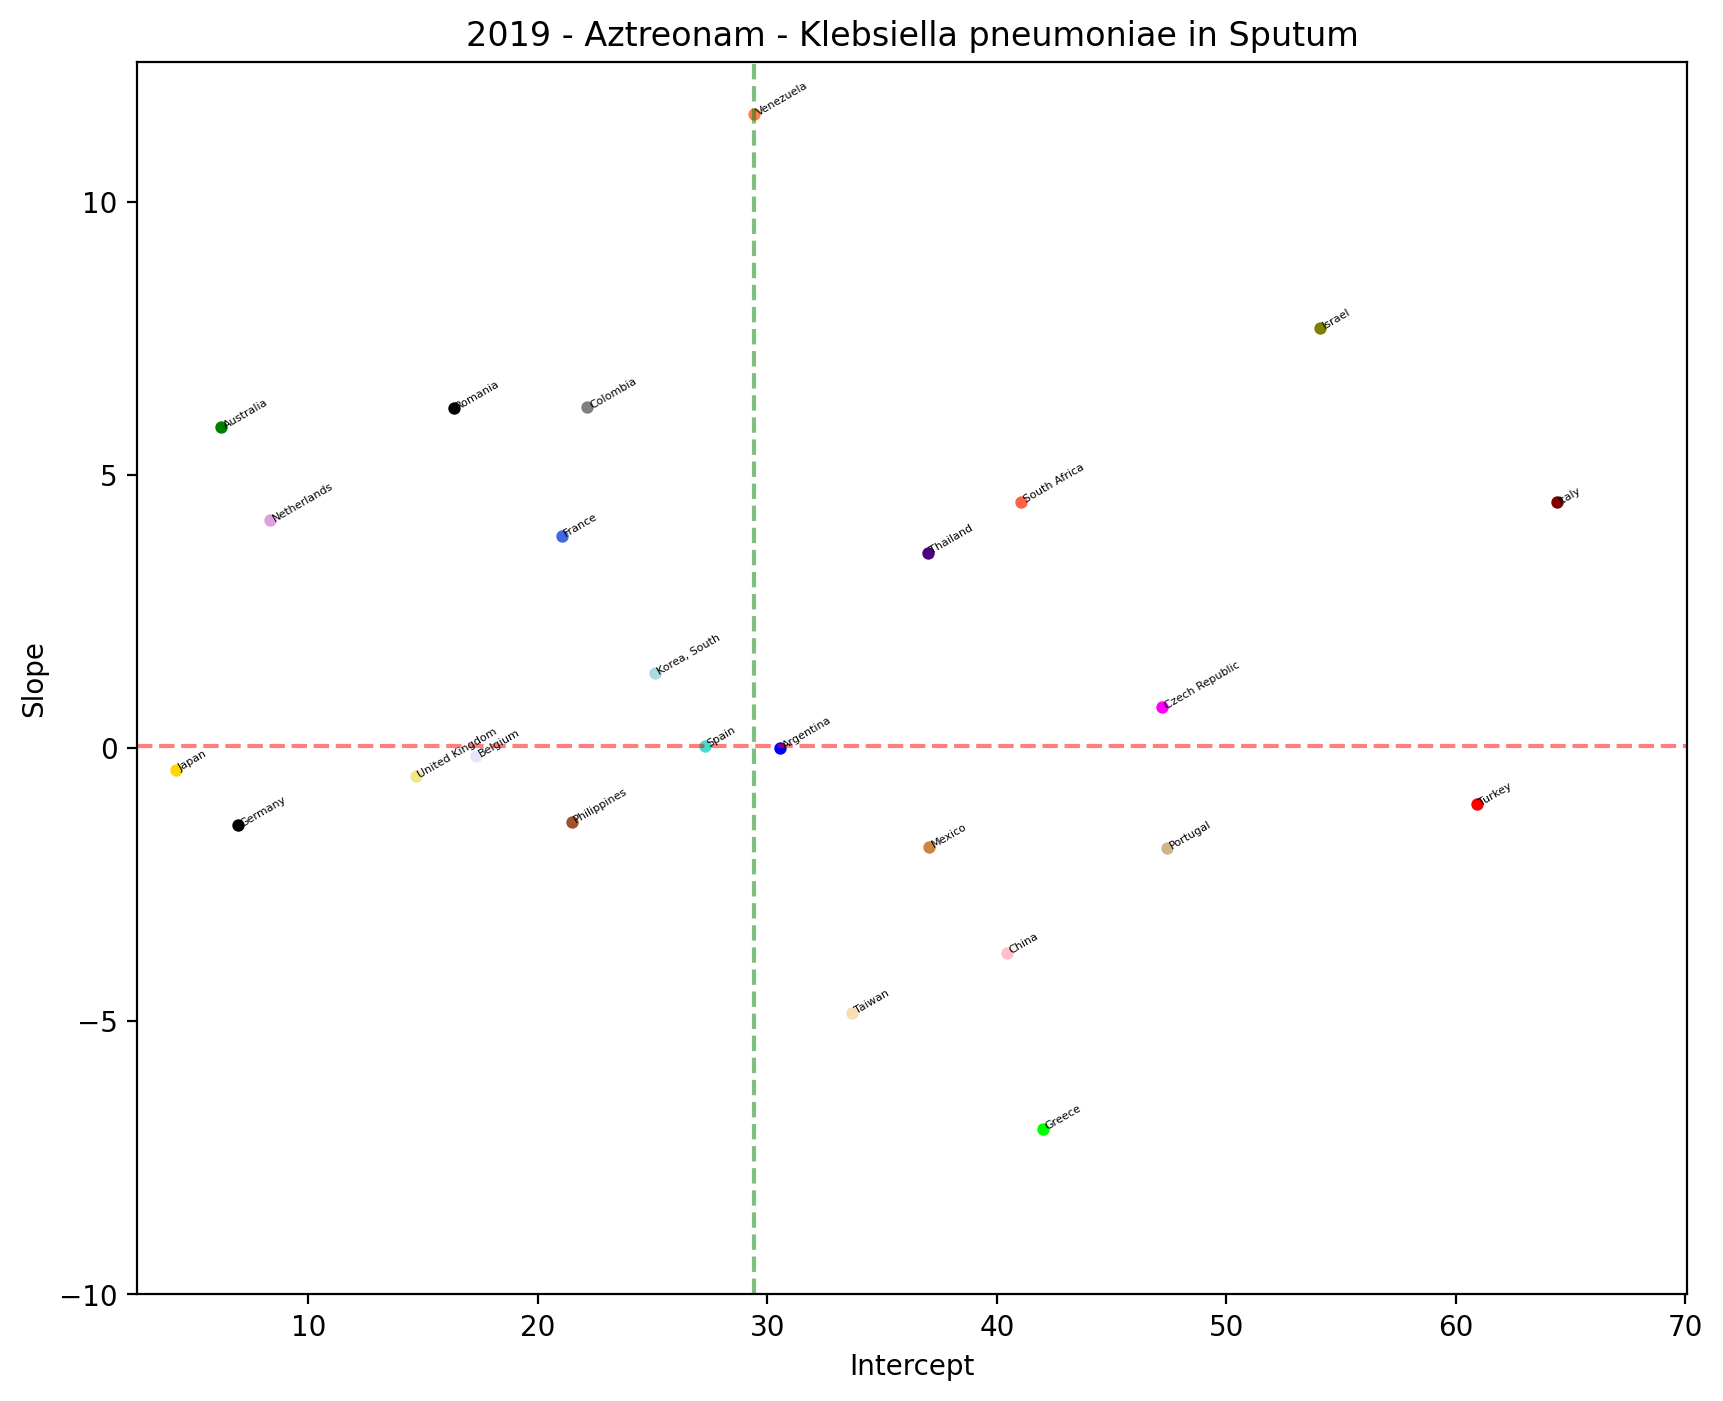 2019 - Aztreonam - Klebsiella pneumoniae in Sputum
Venezuela
10
Israel
Romania
Colombia
Australia
5
South Africa
Italy
Netherlands
France
Thailand
Korea, South
Czech Republic
Slope
0
Spain
Argentina
United Kingdom
Belgium
Japan
Germany
Philippines
Turkey
Mexico
Portugal
China
Taiwan
−5
Greece
−10
10 20 30 40 50 60 70
Intercept